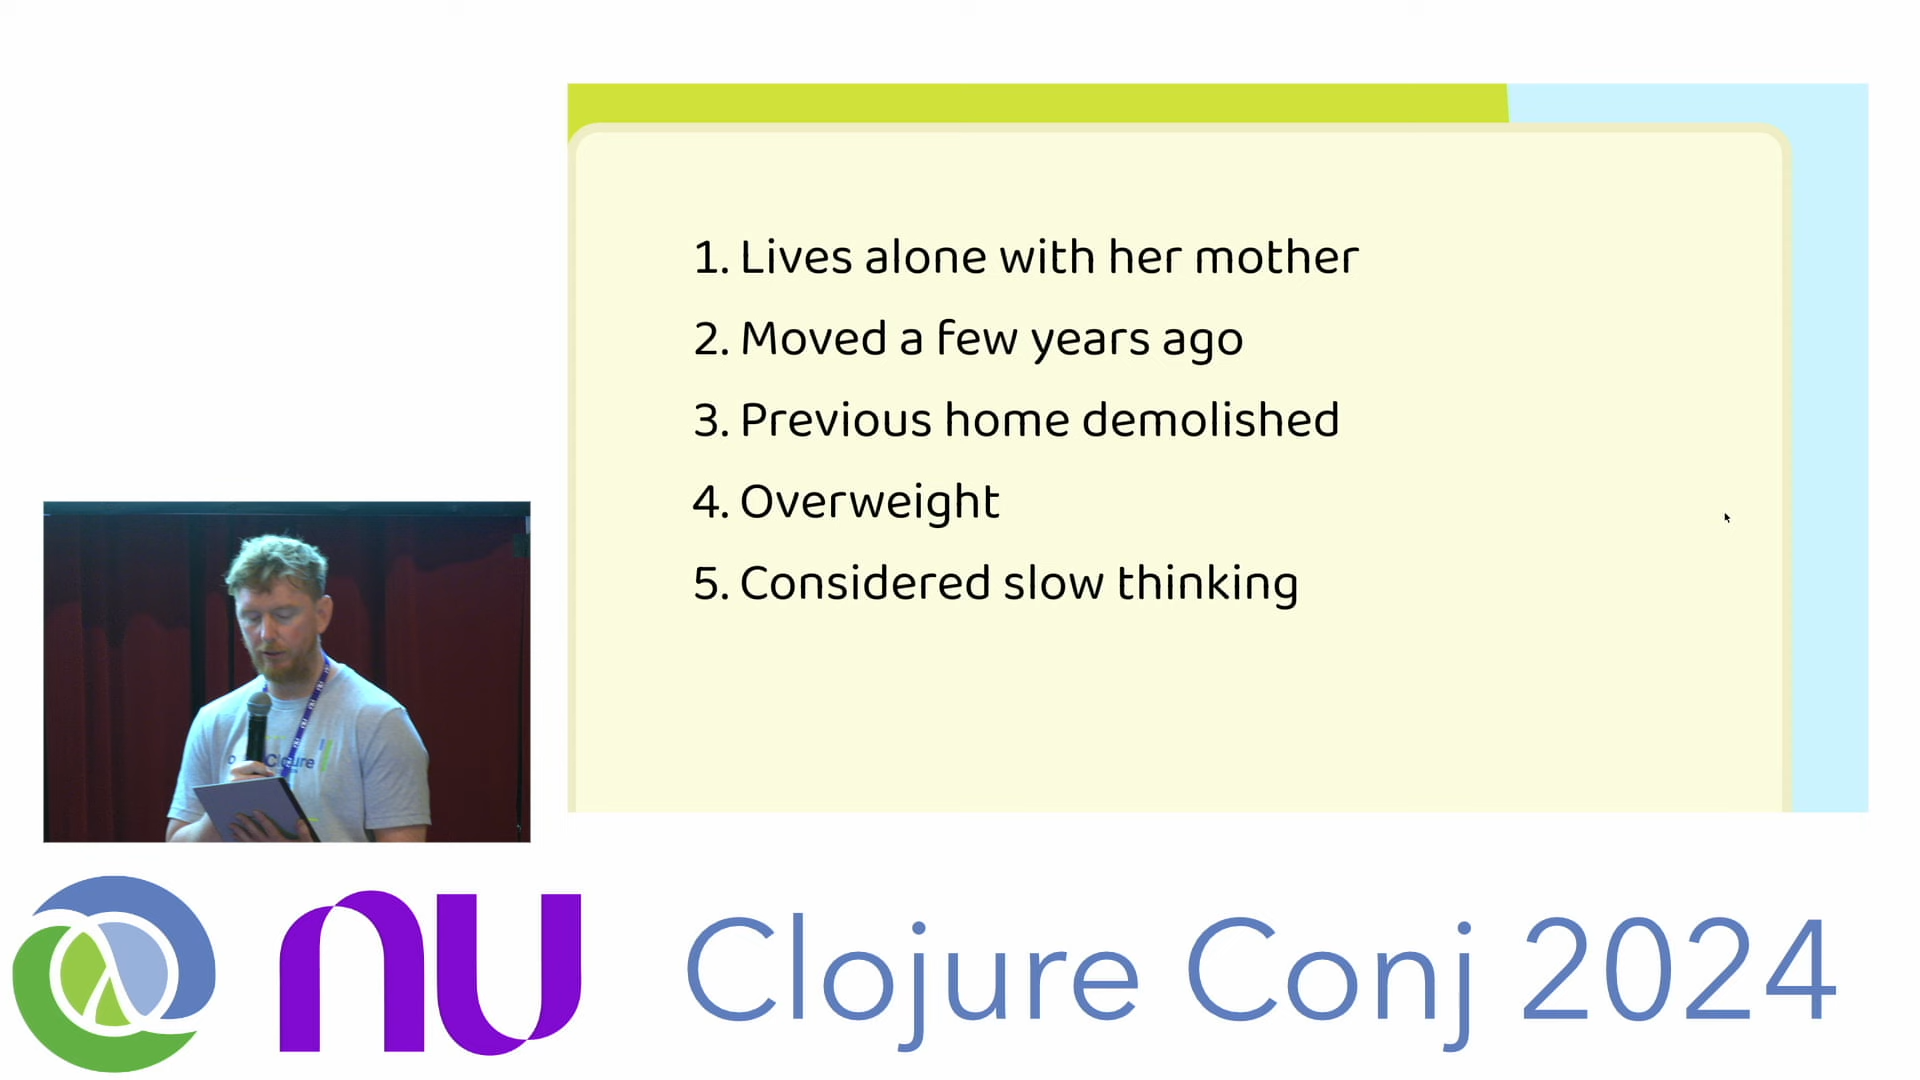 1. Lives alone with her mother
2. Moved a few years ago
3. Previous home demolished
4. Overweight
5. Considered slow thinking
Clojure
nu
Clojure Conj 2024